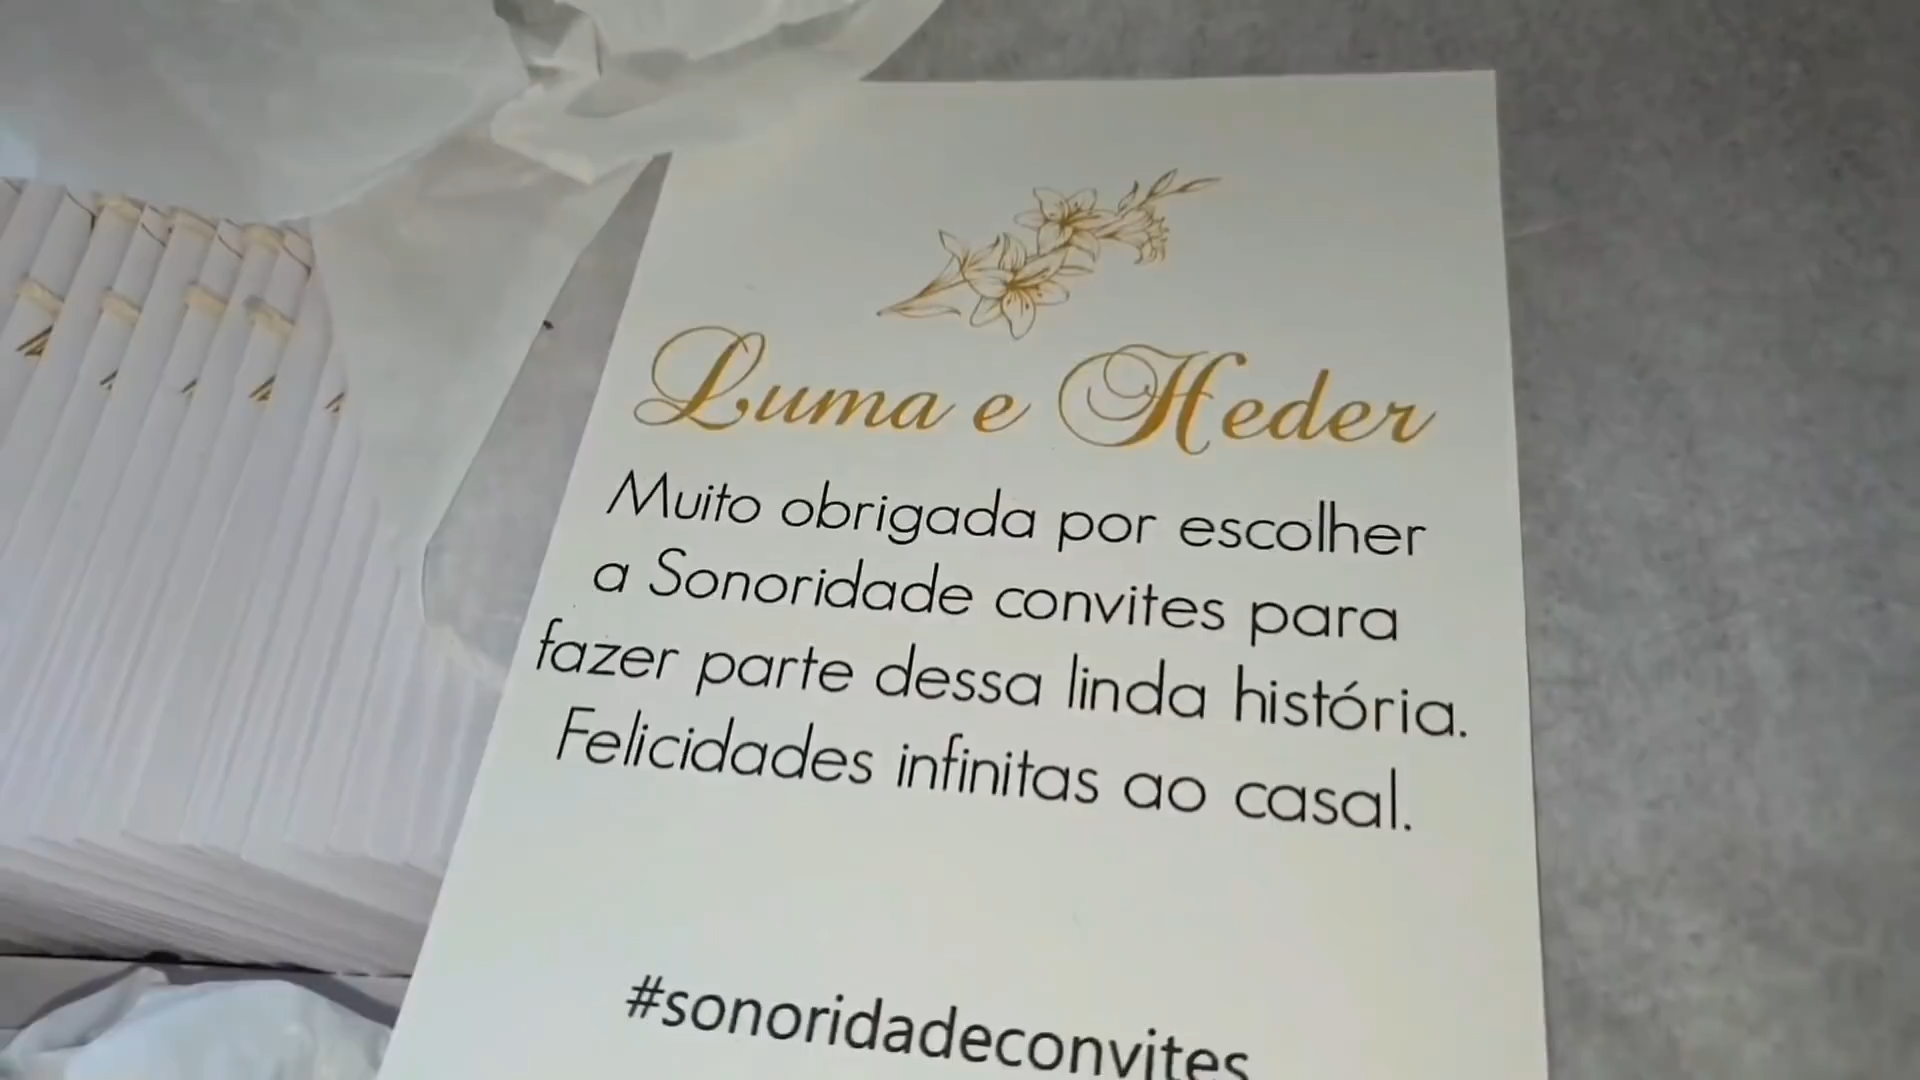 Luma e Heder
Muito obrigada por escolher
a Sonoridade convites para
fazer parte dessa linda história.
Felicidades infinitas ao casal.
#sonoridadeconvites